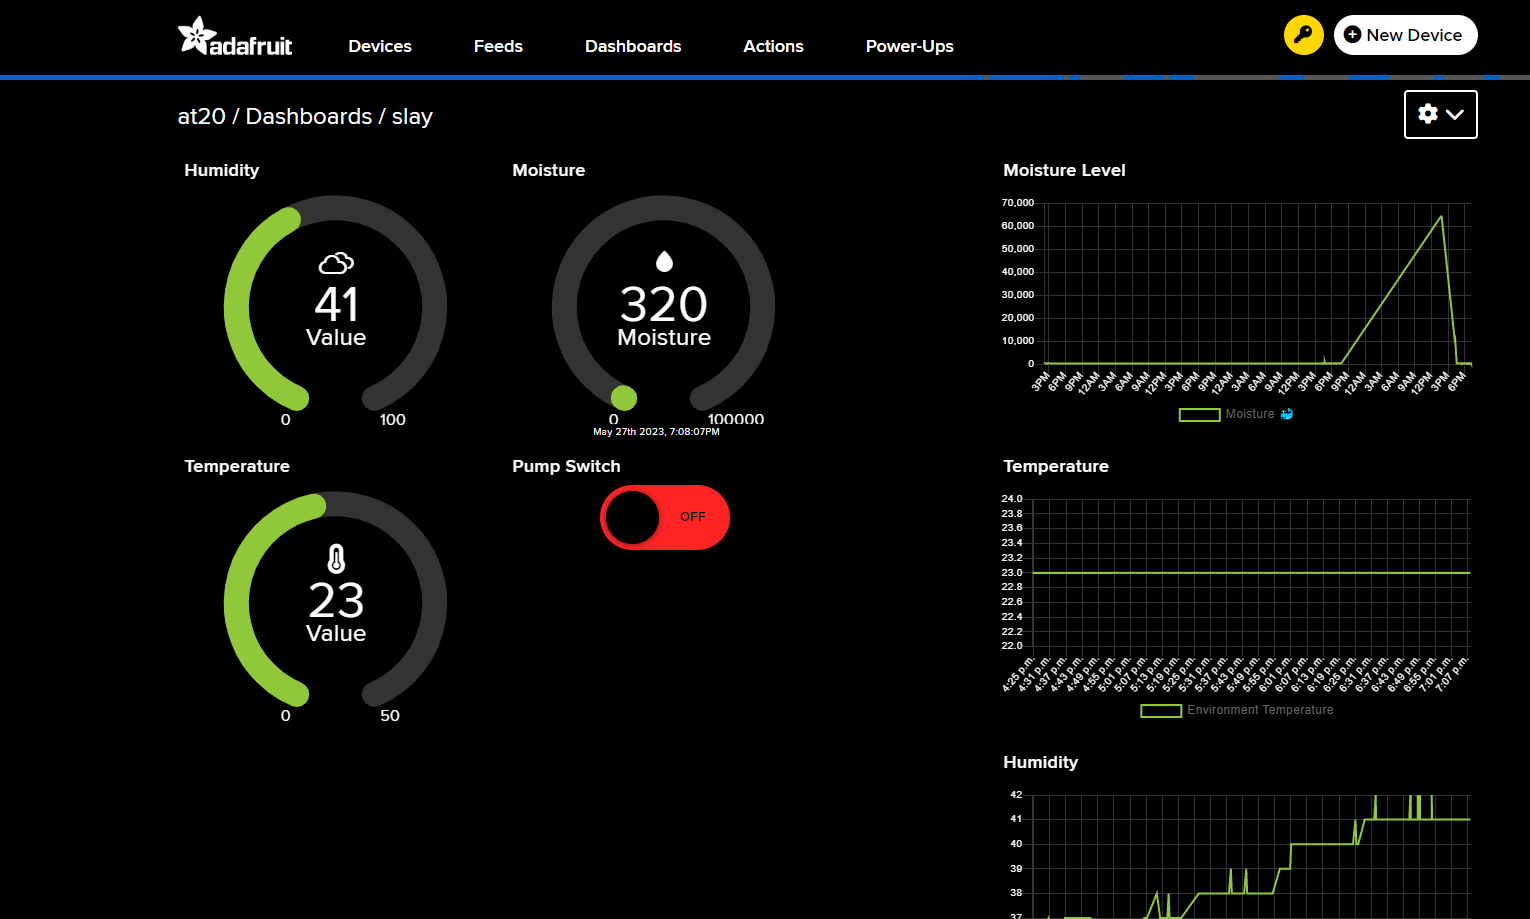 adafruit
Devices Feeds Dashboards Actions Power-Ups
New Device
at20 / Dashboards / slay
Humidity
41
Value
0 100
Moisture
320
Moisture
0 100000
May 27th 2023, 7:08:07PM
Moisture Level
70,000
60,000
50,000
40,000
30,000
20,000
10,000
0
3PM 6PM 9PM 12AM 3AM 6AM 9AM 12PM 3PM 6PM 9PM 12AM 3AM 6AM 9AM 12PM 3PM 6PM 9PM 12AM 3AM 6AM 9AM 12PM 3PM 6PM
Moisture
Temperature
23
Value
0 50
Pump Switch
OFF
Temperature
24.0
23.8
23.6
23.4
23.2
23.0
22.8
22.6
22.4
22.2
22.0
4:25 p.m. 4:31 p.m. 4:37 p.m. 4:43 p.m. 4:49 p.m. 4:55 p.m. 5:01 p.m. 5:07 p.m. 5:13 p.m. 5:19 p.m. 5:25 p.m. 5:31 p.m. 5:37 p.m. 5:43 p.m. 5:49 p.m. 5:55 p.m. 6:01 p.m. 6:07 p.m. 6:13 p.m. 6:19 p.m. 6:25 p.m. 6:31 p.m. 6:37 p.m. 6:43 p.m. 6:49 p.m. 6:55 p.m. 7:01 p.m. 7:07 p.m.
Environment Temperature
Humidity
42
41
40
39
38
37